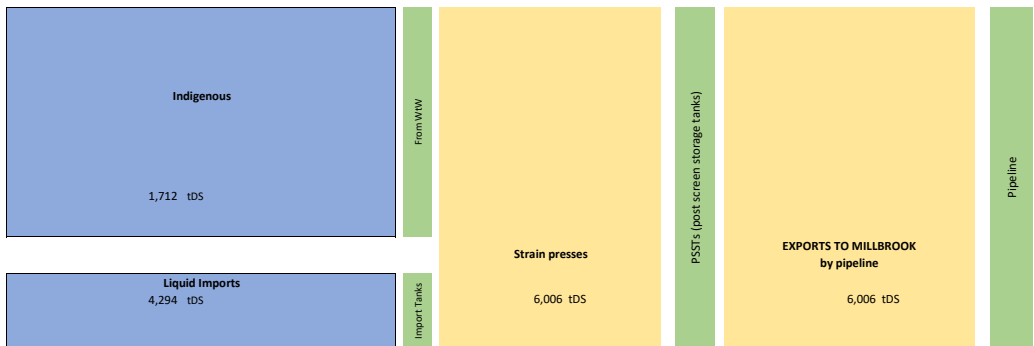 Indigenous
1,712 tDS
From WtW
Liquid Imports
4,294 tDS
Import Tanks
Strain presses
6,006 tDS
PSSTs (post screen storage tanks)
EXPORTS TO MILLBROOK
by pipeline
6,006 tDS
Pipeline